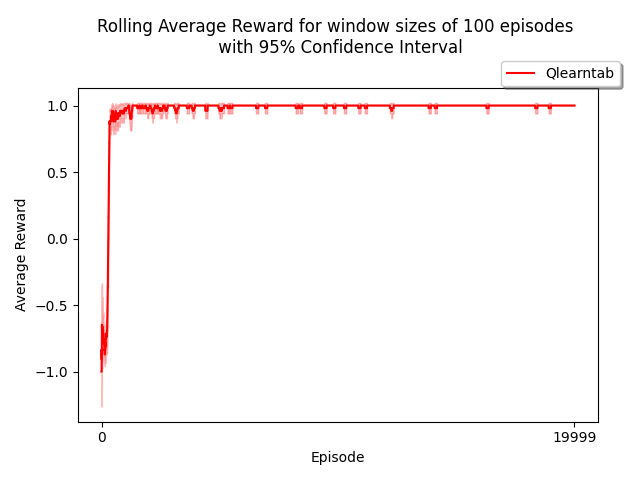 Rolling Average Reward for window sizes of 100 episodes
with 95% Confidence Interval
Qlearntab
1.0
0.5
0.0
−0.5
−1.0
Average Reward
0
19999
Episode